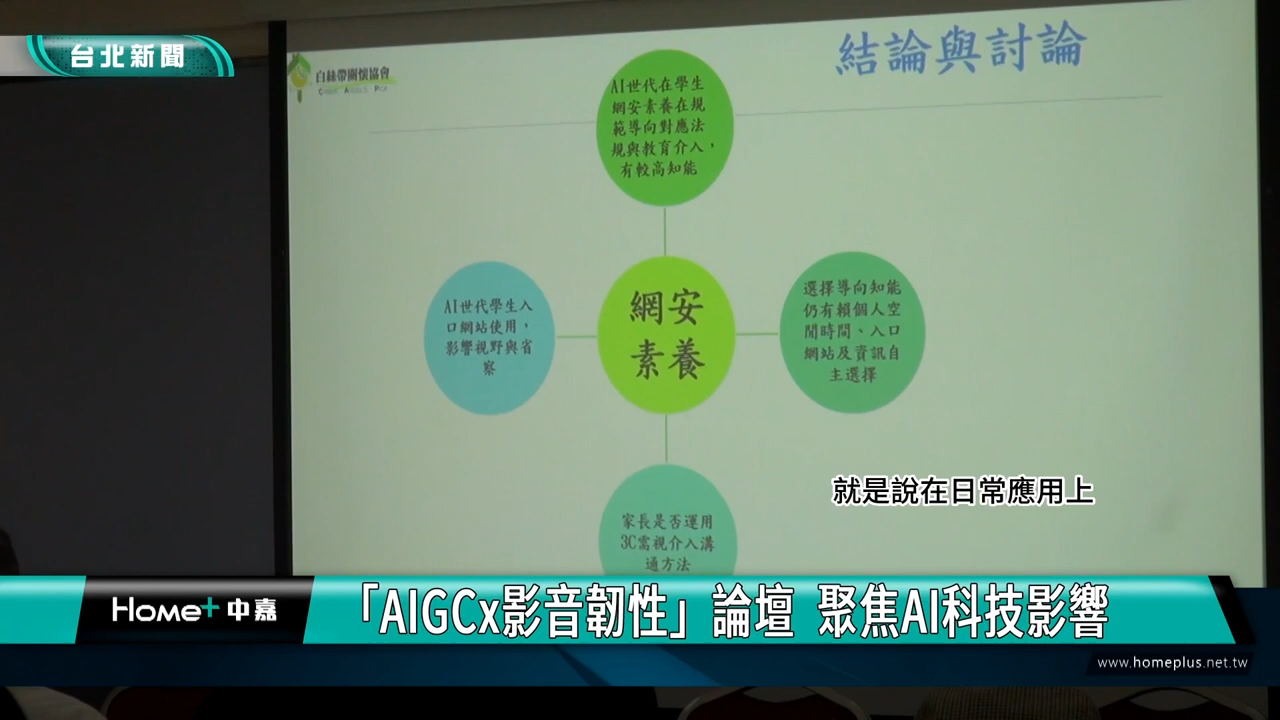 台北新聞
結論與討論
白絲帶關懷協會
AI世代在學生
網安素養在規
範導向對應法
規與教育介入，
有較高知能
AI世代學生入
口網站使用，
影響視野與省
察
網安
素養
選擇導向知能
仍有賴個人空
閒時間、入口
網站及資訊自
主選擇
家長是否運用
3C需視介入溝
通方法
就是說在日常應用上
Home+中嘉
「AIGCx影音韌性」論壇 聚焦AI科技影響
www.homeplus.net.tw